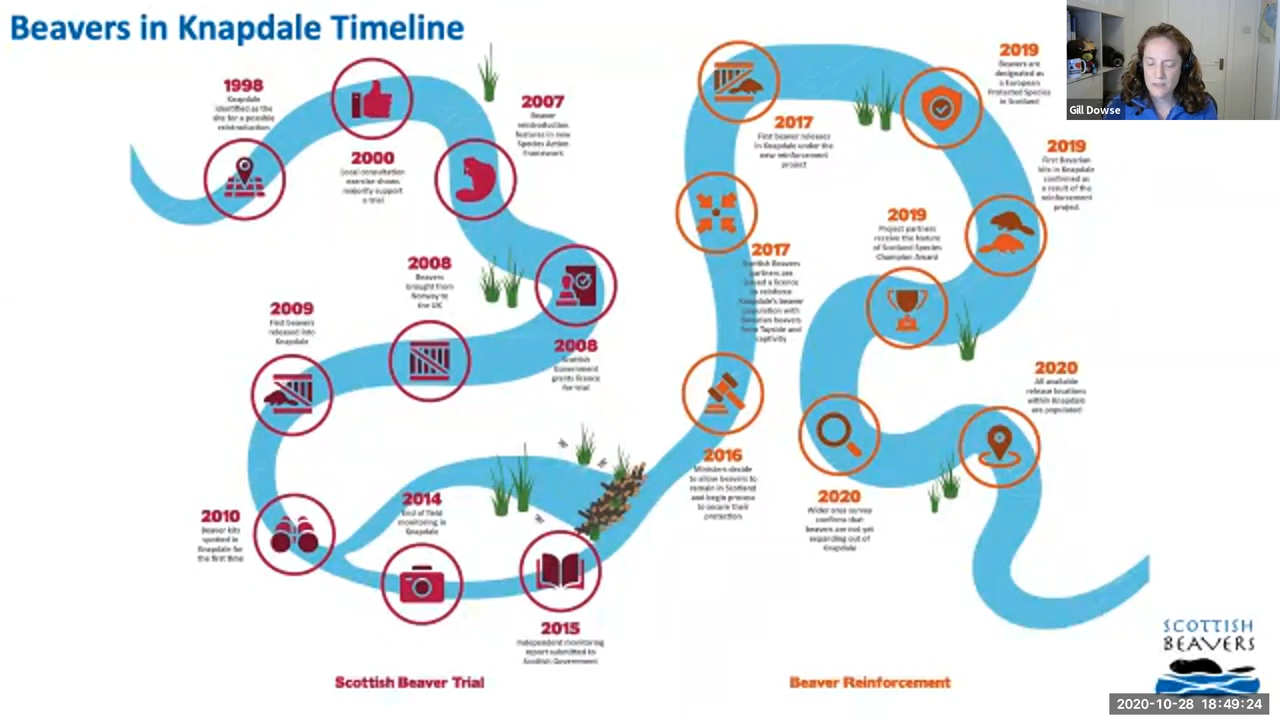 Beavers in Knapdale Timeline
Gill Dowse
1998
Knapdale
identified as the
site for a possible
reintroduction
2000
Local consultation
exercise shows
majority support
a trial
2007
Beaver
reintroduction
features in new
Species Action
Framework
2008
Scottish
Government
grants licence
for trial
2008
Beavers
brought from
Norway to
the UK
2009
First beavers
released into
Knapdale
2010
Beaver kits
spotted in
Knapdale for
the first time
2014
End of field
monitoring in
Knapdale
2015
Independent monitoring
report submitted to
Scottish Government
Scottish Beaver Trial
2016
Ministers decide
to allow beavers to
remain in Scotland
and begin process
to secure their
protection
2017
Scottish Beavers
partners are
issued a licence
to reinforce
Knapdale's beaver
population with
Bavarian beavers
from Tayside and
captivity
2017
First beaver releases
in Knapdale under the
new reinforcement
project
2019
Beavers are
designated as
a European
Protected Species
in Scotland
2019
First Bavarian
kits in Knapdale
confirmed as
a result of the
reinforcement
project
2019
Project partners
receive the Nature
of Scotland Species
Champion Award
2020
Wider area survey
confirms that
beavers are not yet
expanding out of
Knapdale
2020
All available
release locations
within Knapdale
are populated
Beaver Reinforcement
SCOTTISH
BEAVERS
2020-10-28 18:49:24